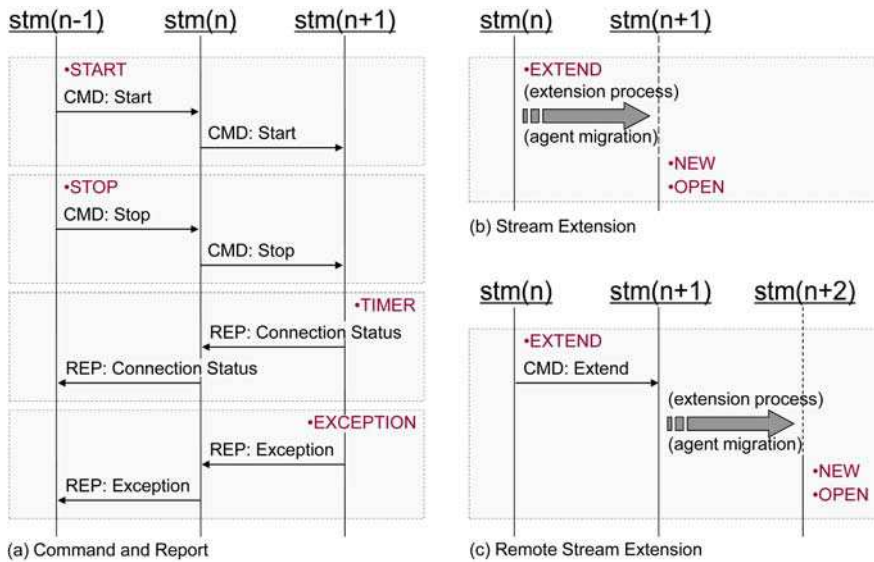 stm(n-1) stm(n) stm(n+1)
•START
CMD: Start
CMD: Start
•STOP
CMD: Stop
CMD: Stop
•TIMER
REP: Connection Status
REP: Connection Status
•EXCEPTION
REP: Exception
REP: Exception
(a) Command and Report
stm(n) stm(n+1)
•EXTEND
(extension process)
(agent migration)
•NEW
•OPEN
(b) Stream Extension
stm(n) stm(n+1) stm(n+2)
•EXTEND
CMD: Extend
(extension process)
(agent migration)
•NEW
•OPEN
(c) Remote Stream Extension